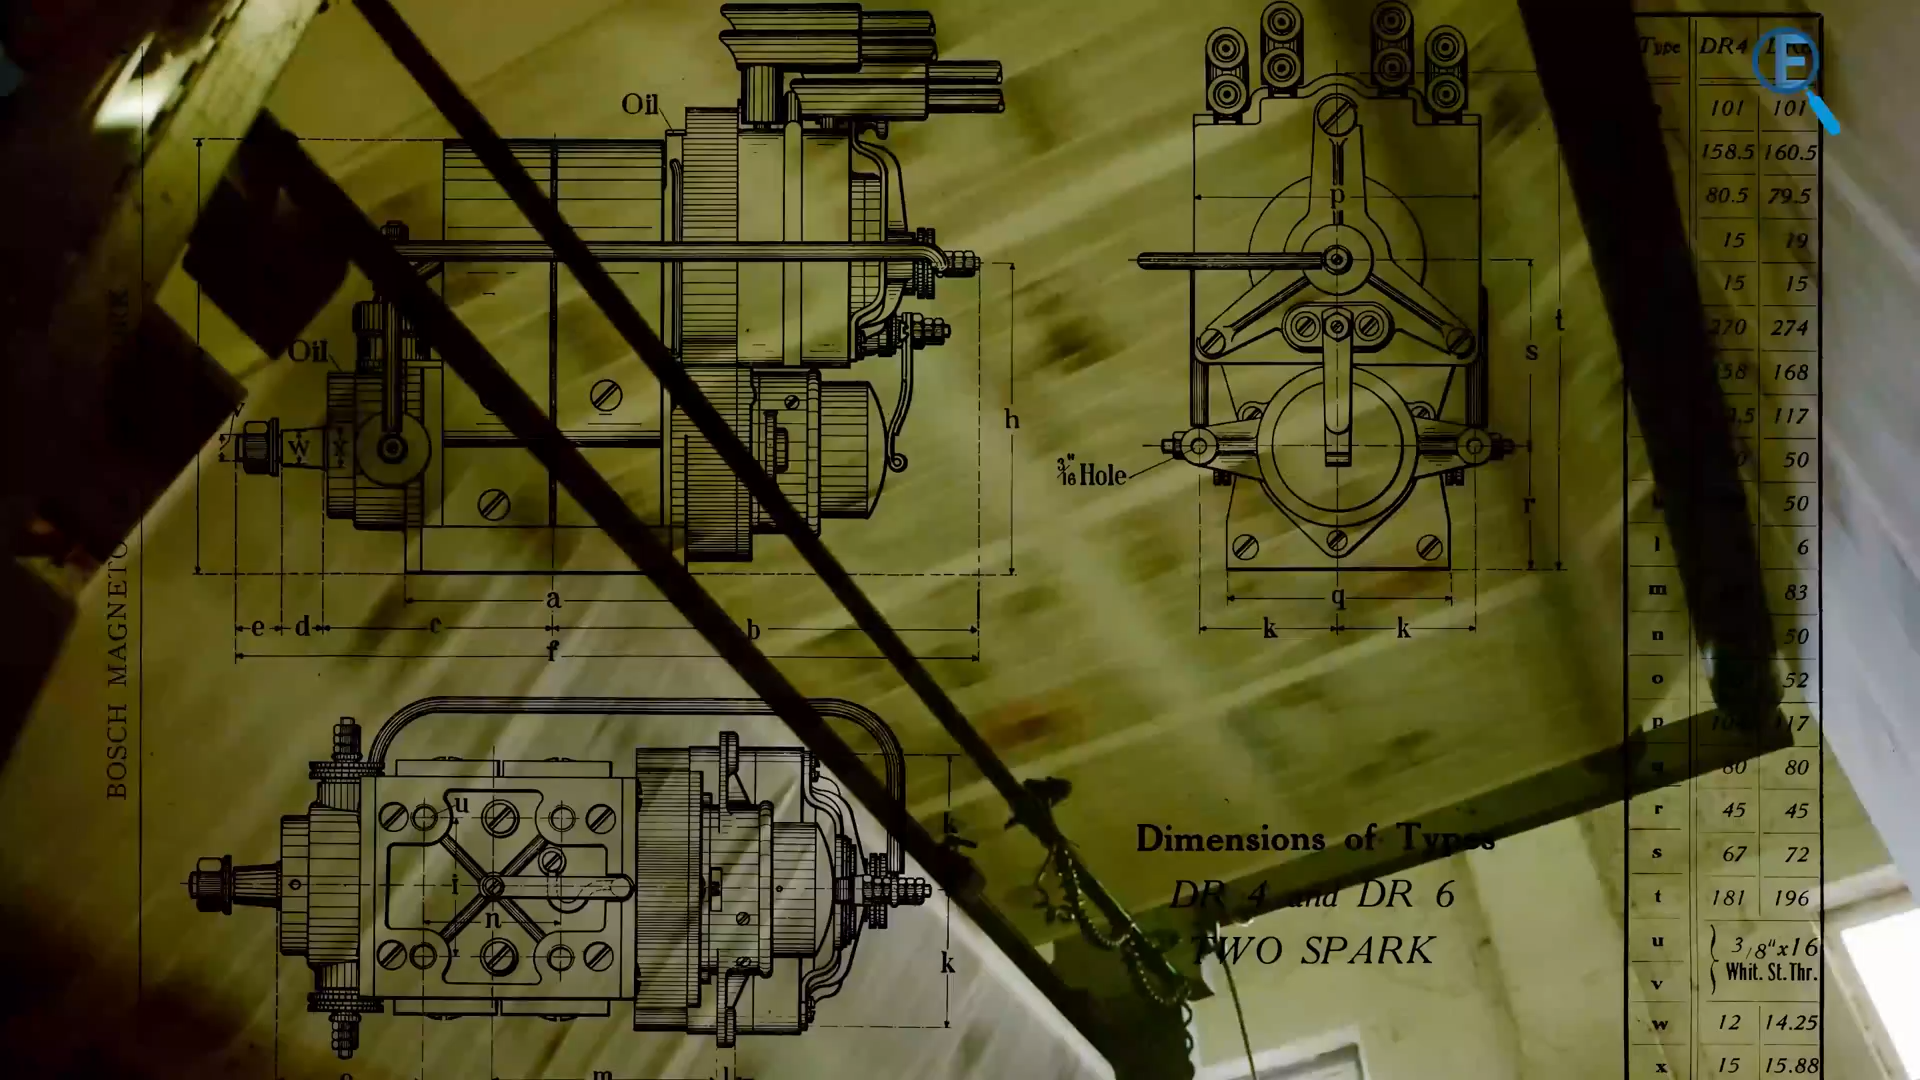 BOSCH MAGNETO
Oil
Oil
w
x
h
a
e d c b
f
p
s
t
r
3/16" Hole
q
k k
u
i
n
k
k
m
Dimensions of Types
DR 4 and DR 6
TWO SPARK
Type DR4
101 101
158.5 160.5
80.5 79.5
15 19
15 15
270 274
168
117
50
50
l 6
m 83
n 50
o 52
p 117
q 80 80
r 45 45
s 67 72
t 181 196
u 3/8"x16
v Whit. St. Thr.
w 12 14.25
x 15 15.88